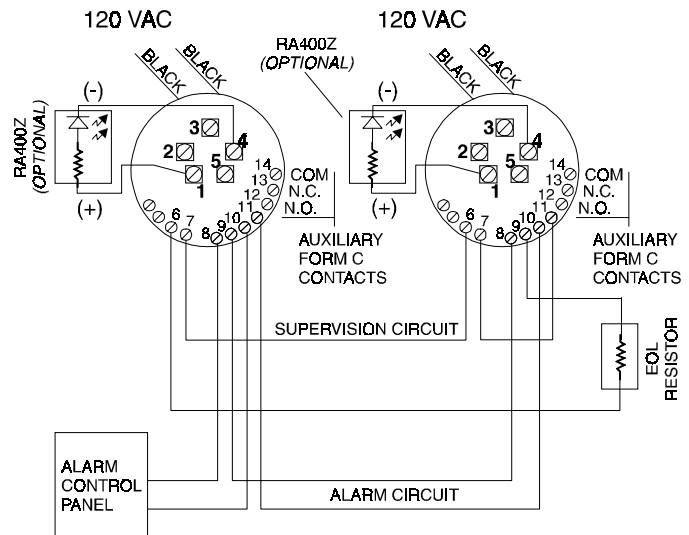 120 VAC
120 VAC
BLACK
BLACK
RA400Z
(OPTIONAL)
BLACK
BLACK
(-)
(-)
RA400Z
(OPTIONAL)
(+)
(+)
3
4
2
5
1
14
13
12
11
10
9
8
7
6
COM
N.C.
N.O.
AUXILIARY
FORM C
CONTACTS
3
4
2
5
1
14
13
12
11
10
9
8
7
6
COM
N.C.
N.O.
AUXILIARY
FORM C
CONTACTS
SUPERVISION CIRCUIT
EOL
RESISTOR
ALARM
CONTROL
PANEL
ALARM CIRCUIT